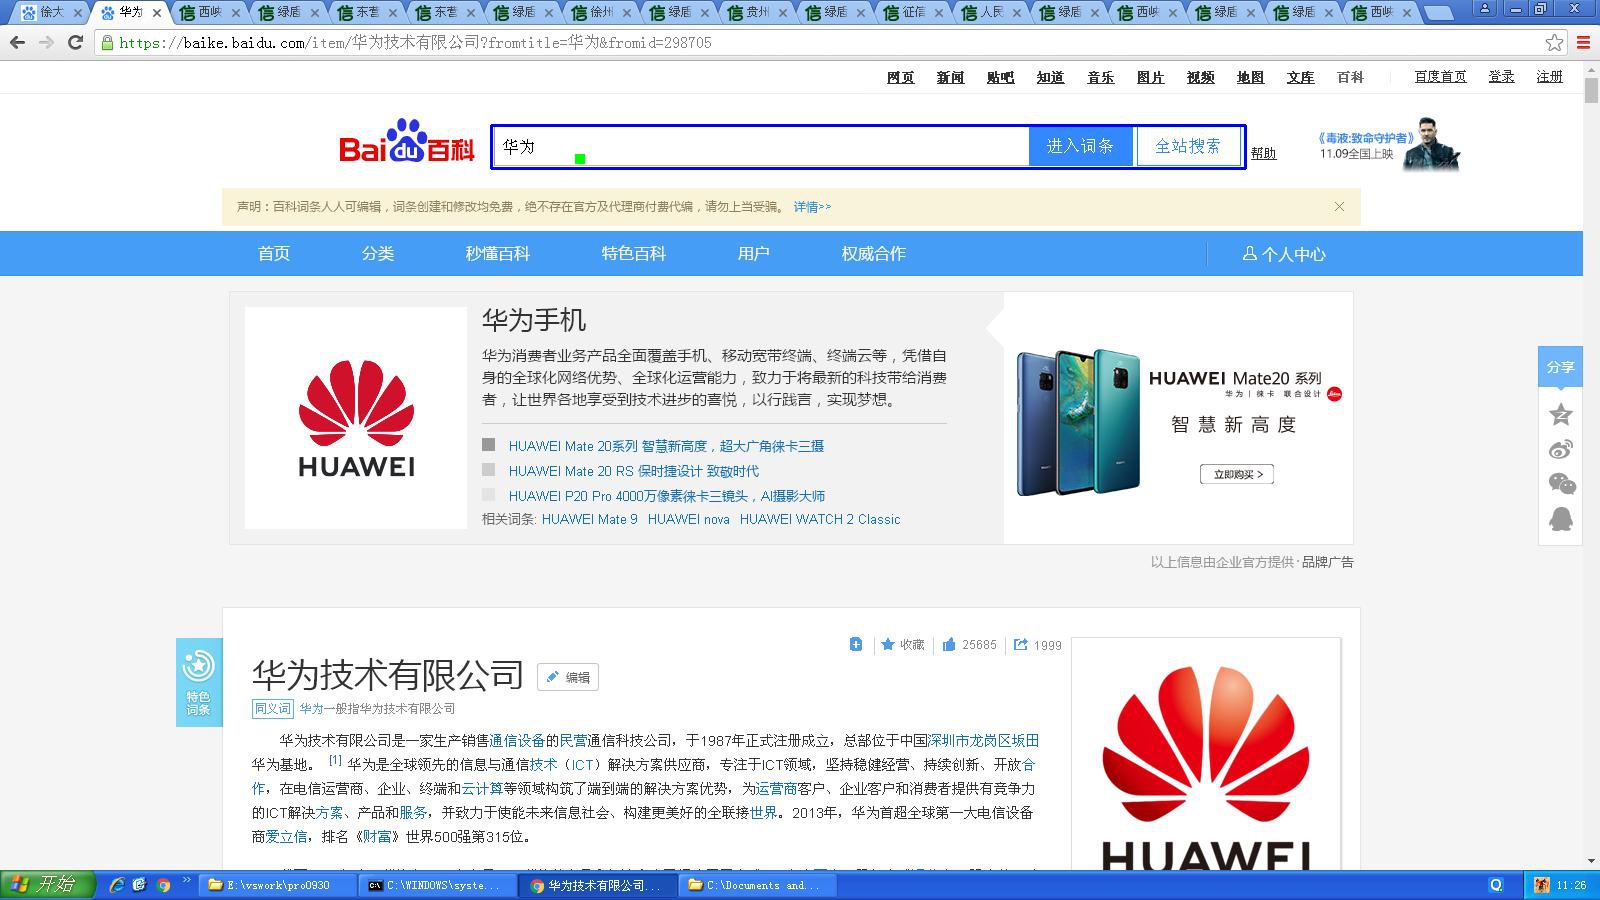 徐大
华为
西峡
绿盾
东营
东营
绿盾
徐州
绿盾
贵州
绿盾
征信
人民
绿盾
西峡
绿盾
绿盾
西峡
https://baike.baidu.com/item/华为技术有限公司?fromtitle=华为&fromid=298705
网页 新闻 贴吧 知道 音乐 图片 视频 地图 文库 百科 百度首页 登录 注册
Bai du 百科
华为
进入词条
全站搜索
帮助
《毒液:致命守护者》
11.09全国上映
声明：百科词条人人可编辑，词条创建和修改均免费，绝不存在官方及代理商付费代编，请勿上当受骗。 详情>>
首页 分类 秒懂百科 特色百科 用户 权威合作 个人中心
HUAWEI
华为手机
华为消费者业务产品全面覆盖手机、移动宽带终端、终端云等，凭借自
身的全球化网络优势、全球化运营能力，致力于将最新的科技带给消费
者，让世界各地享受到技术进步的喜悦，以行践言，实现梦想。
HUAWEI Mate 20系列 智慧新高度，超大广角徕卡三摄
HUAWEI Mate 20 RS 保时捷设计 致敬时代
HUAWEI P20 Pro 4000万像素徕卡三镜头，AI摄影大师
相关词条: HUAWEI Mate 9 HUAWEI nova HUAWEI WATCH 2 Classic
HUAWEI Mate20 系列
华为 | 徕卡 联合设计
智慧新高度
立即购买 >
以上信息由企业官方提供·品牌广告
分享
特色
词条
收藏 25685 1999
华为技术有限公司 编辑
同义词 华为一般指华为技术有限公司
华为技术有限公司是一家生产销售通信设备的民营通信科技公司，于1987年正式注册成立，总部位于中国深圳市龙岗区坂田
华为基地。 [1] 华为是全球领先的信息与通信技术（ICT）解决方案供应商，专注于ICT领域，坚持稳健经营、持续创新、开放合
作，在电信运营商、企业、终端和云计算等领域构筑了端到端的解决方案优势，为运营商客户、企业客户和消费者提供有竞争力
的ICT解决方案、产品和服务，并致力于使能未来信息社会、构建更美好的全联接世界。2013年，华为首超全球第一大电信设备
商爱立信，排名《财富》世界500强第315位。
HUAWEI
开始
E:\vswork\pro0930
C:\WINDOWS\syste...
华为技术有限公司...
C:\Documents and...
11:26